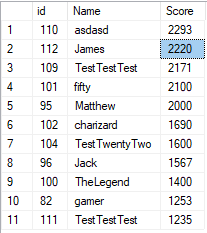 id Name Score
1 110 asdasd 2293
2 112 James 2220
3 109 TestTestTest 2171
4 101 fifty 2100
5 95 Matthew 2000
6 102 charizard 1690
7 104 TestTwentyTwo 1600
8 96 Jack 1567
9 100 TheLegend 1400
10 82 gamer 1253
11 111 TestTestTest 1235